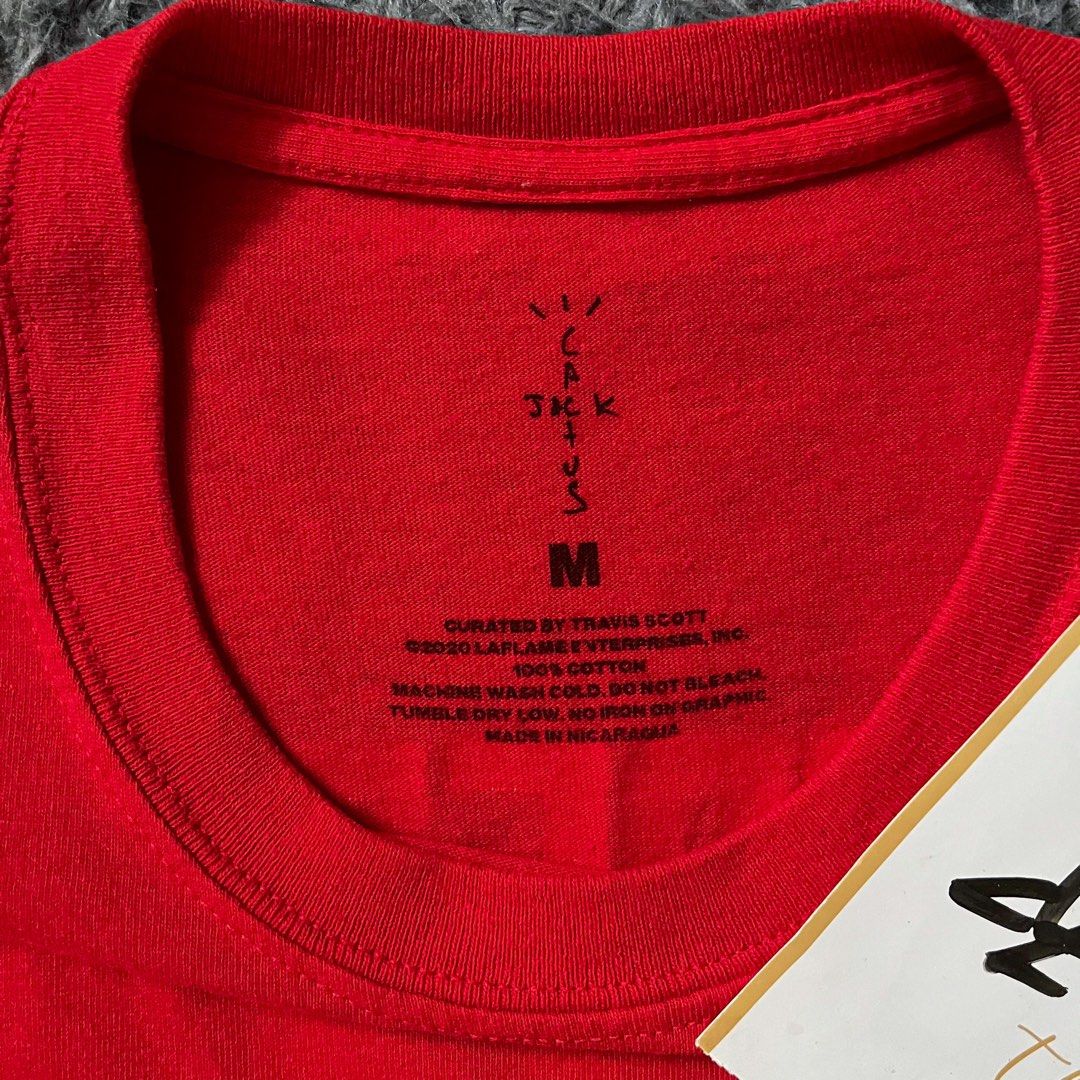 CACTUS
JACK
M
CURATED BY TRAVIS SCOTT
©2020 LAFLAME ENTERPRISES, INC.
100% COTTON
MACHINE WASH COLD. DO NOT BLEACH.
TUMBLE DRY LOW. NO IRON ON GRAPHIC
MADE IN NICARAGUA